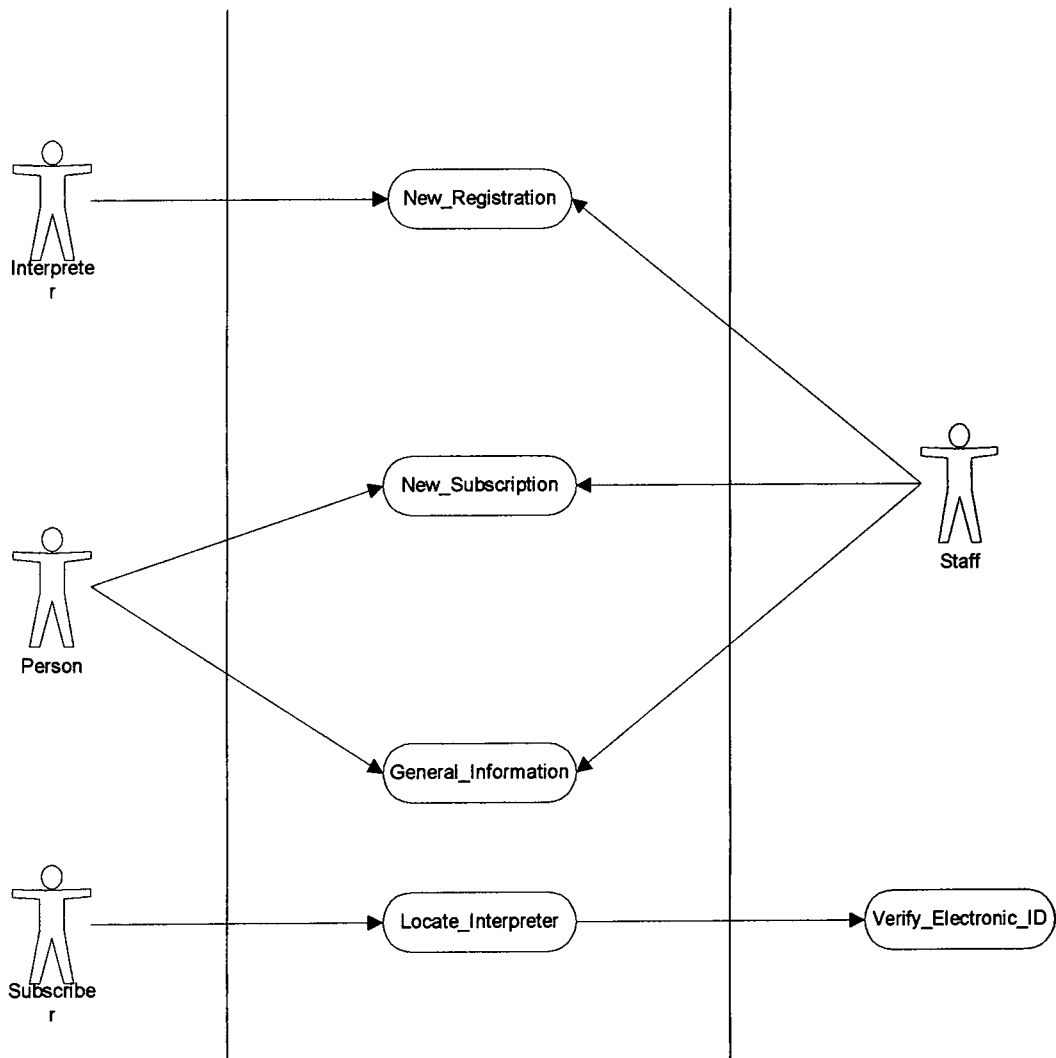 New_Registration
Interprete
r
New_Subscription
Staff
Person
General_Information
Locate_Interpreter
Verify_Electronic_ID
Subscribe
r